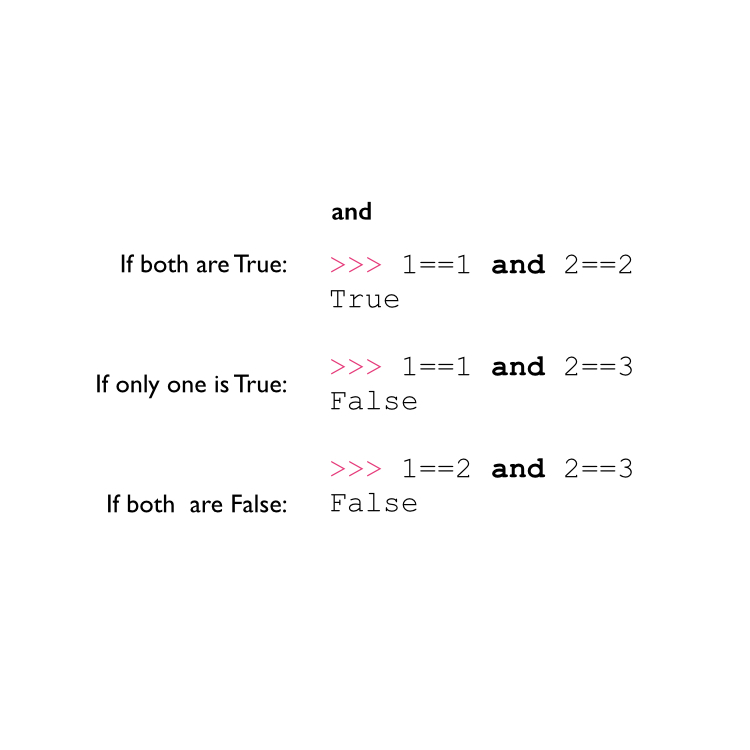 and
If both are True: >>> 1==1 and 2==2
True
If only one is True: >>> 1==1 and 2==3
False
If both are False: >>> 1==2 and 2==3
False